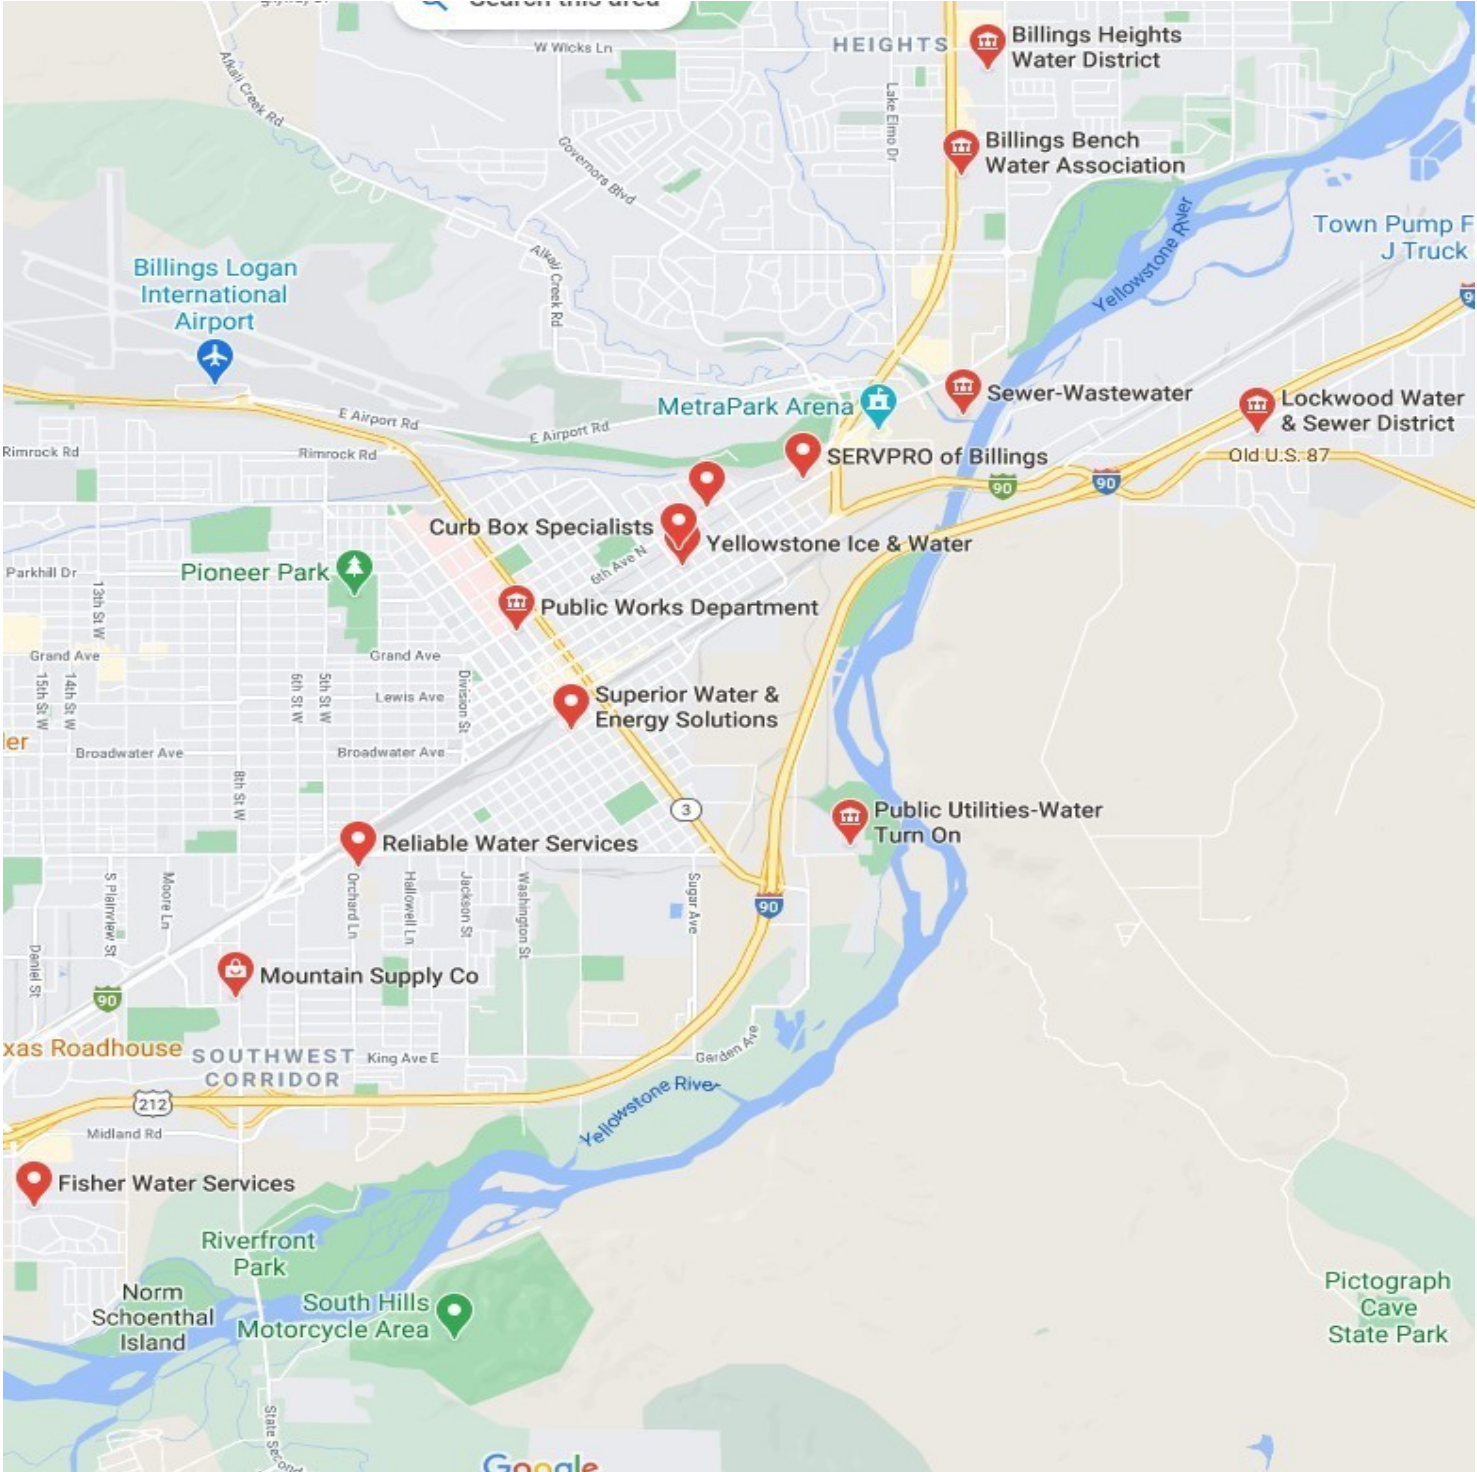 Search this area
W Wicks Ln
HEIGHTS
Billings Heights
Water District
Alkali Creek Rd
Lake Elmo Dr
Governors Blvd
Billings Bench
Water Association
Yellowstone River
Town Pump F
J Truck
Billings Logan
International
Airport
Alkali Creek Rd
9
E Airport Rd
E Airport Rd
MetraPark Arena
Sewer-Wastewater
Lockwood Water
& Sewer District
Rimrock Rd
Rimrock Rd
SERVPRO of Billings
Old U.S. 87
90
90
Curb Box Specialists
Yellowstone Ice & Water
6th Ave N
Parkhill Dr
Pioneer Park
13th St W
Public Works Department
Grand Ave
Grand Ave
15th St W
14th St W
6th St W
5th St W
Lewis Ave
Division St
Superior Water &
Energy Solutions
ler
Broadwater Ave
Broadwater Ave
8th St W
3
Public Utilities-Water
Turn On
Reliable Water Services
S Plainview St
Moore Ln
Orchard Ln
Hallowell Ln
Jackson St
Washington St
Sugar Ave
90
Daniel St
Mountain Supply Co
90
xas Roadhouse
SOUTHWEST
CORRIDOR
King Ave E
Garden Ave
212
Midland Rd
Yellowstone River
Fisher Water Services
Riverfront
Park
Norm
Schoenthal
Island
South Hills
Motorcycle Area
Pictograph
Cave
State Park
State Second
Google